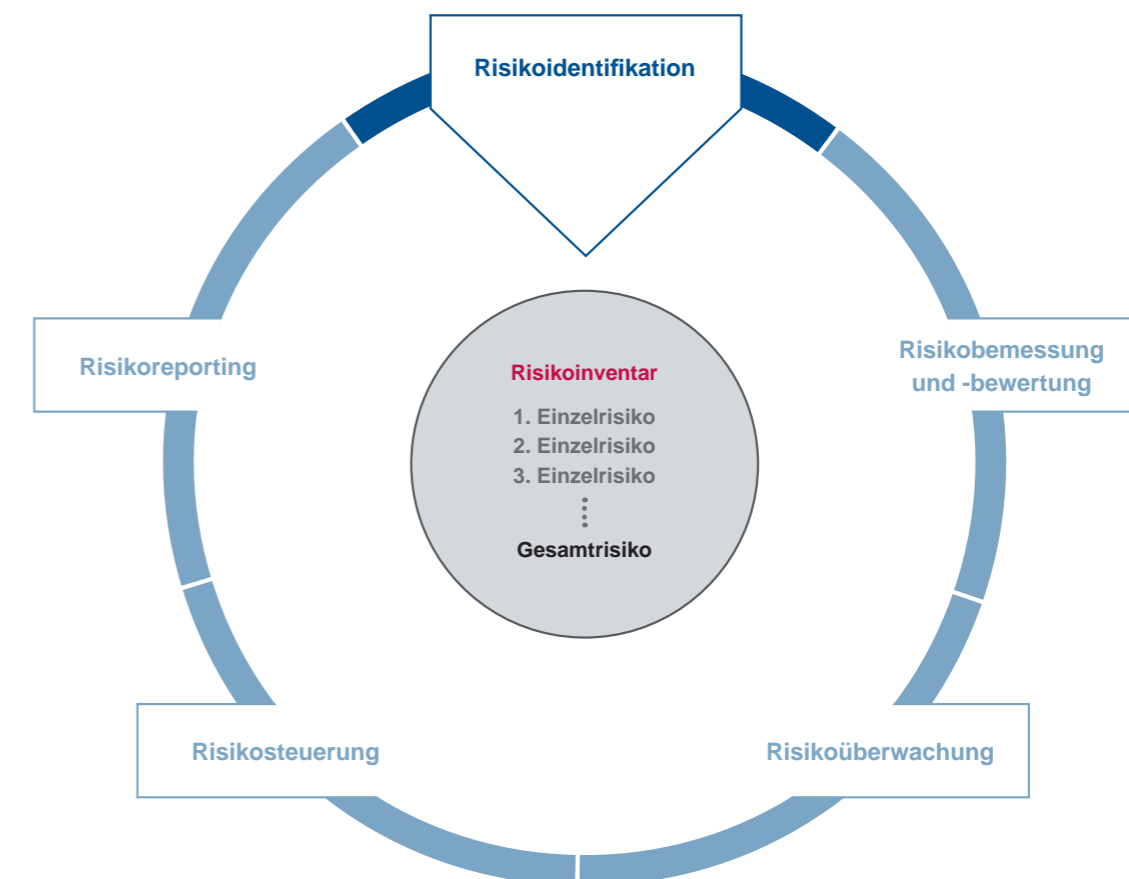 Risikoidentifikation
Risikoreporting
Risikobemessung
und -bewertung
Risikoinventar
1. Einzelrisiko
2. Einzelrisiko
3. Einzelrisiko
Gesamtrisiko
Risikosteuerung
Risikoüberwachung